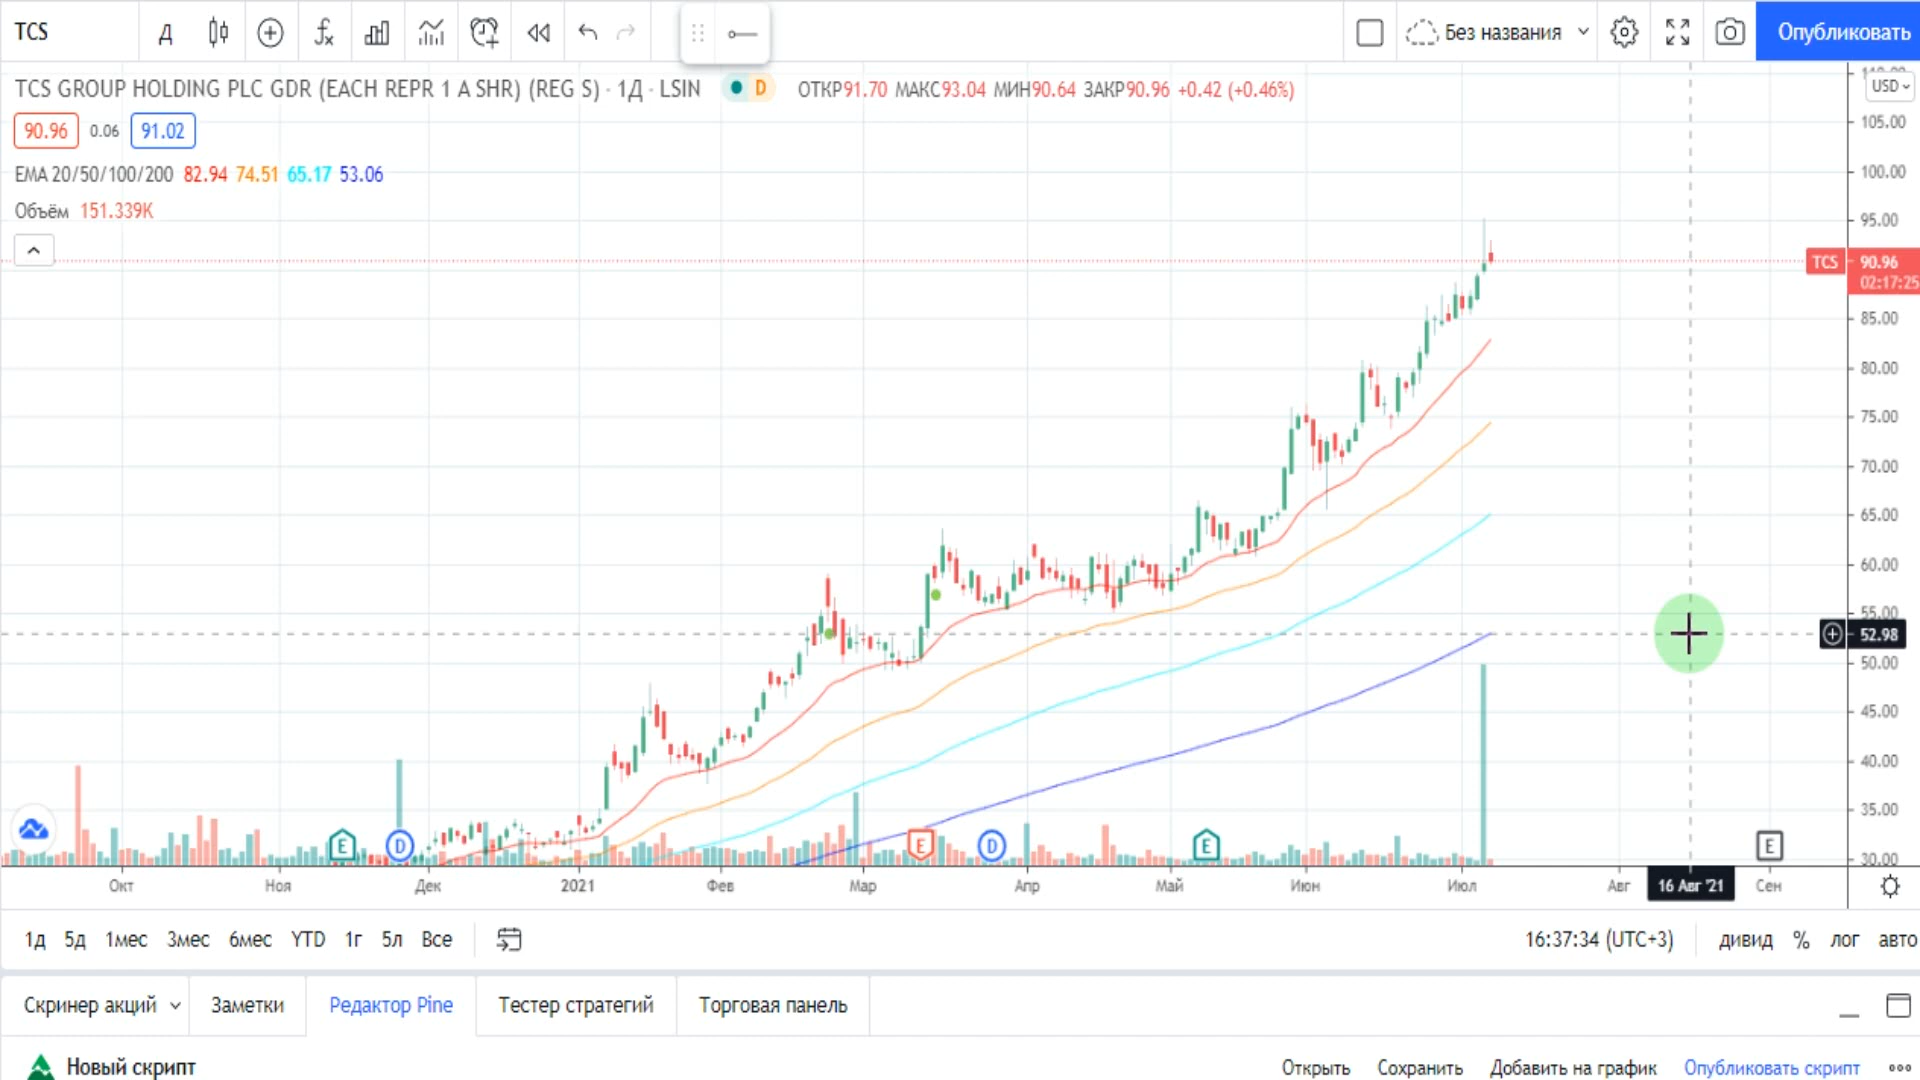 TCS Д Без названия Опубликовать
TCS GROUP HOLDING PLC GDR (EACH REPR 1 A SHR) (REG S) · 1Д · LSIN D ОТКР91.70 МАКС93.04 МИН90.64 ЗАКР90.96 +0.42 (+0.46%)
USD
90.96 0.06 91.02
EMA 20/50/100/200 82.94 74.51 65.17 53.06
Объём 151.339K
105.00
100.00
95.00
TCS 90.96
02:17:25
85.00
80.00
75.00
70.00
65.00
60.00
55.00
52.98
50.00
45.00
40.00
35.00
30.00
E D E D E E
Окт Ноя Дек 2021 Фев Мар Апр Май Июн Июл Авг 16 Авг '21 Сен
1д 5д 1мес 3мес 6мес YTD 1г 5л Все 16:37:34 (UTC+3) дивид % лог авто
Скринер акций Заметки Редактор Pine Тестер стратегий Торговая панель
Новый скрипт Открыть Сохранить Добавить на график Опубликовать скрипт